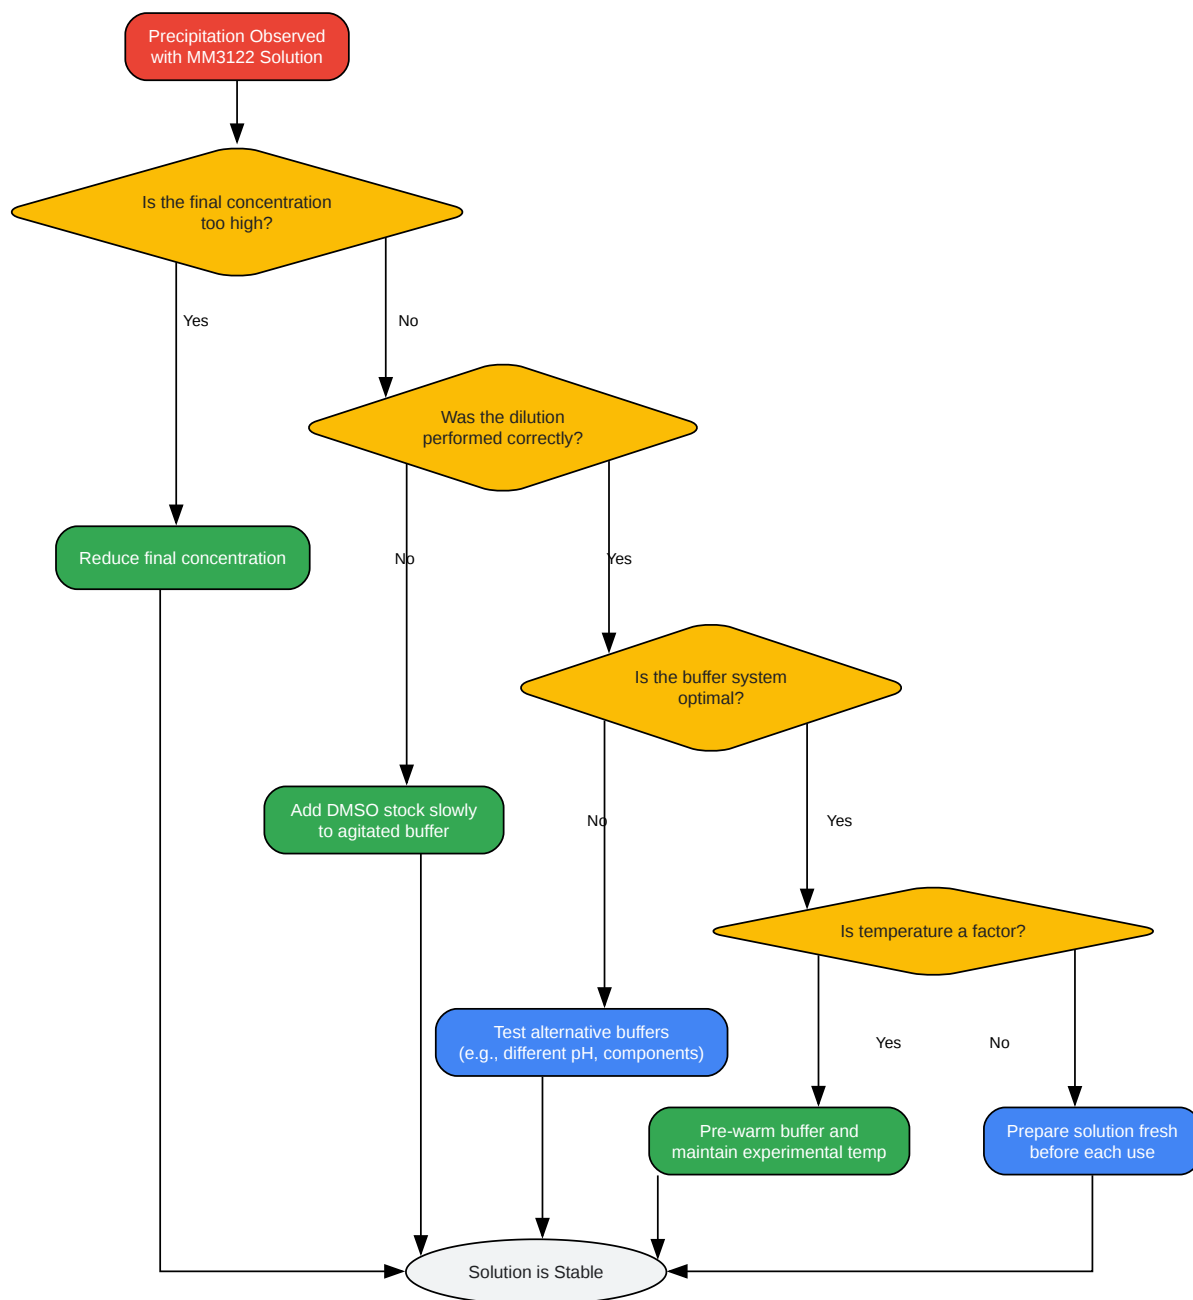 Precipitation Observed
with MM3122 Solution
Is the final concentration
too high?
Yes
No
Was the dilution
performed correctly?
Reduce final concentration
No
Yes
Is the buffer system
optimal?
Add DMSO stock slowly
to agitated buffer
No
Yes
Is temperature a factor?
Test alternative buffers
(e.g., different pH, components)
Yes
No
Pre-warm buffer and
maintain experimental temp
Prepare solution fresh
before each use
Solution is Stable